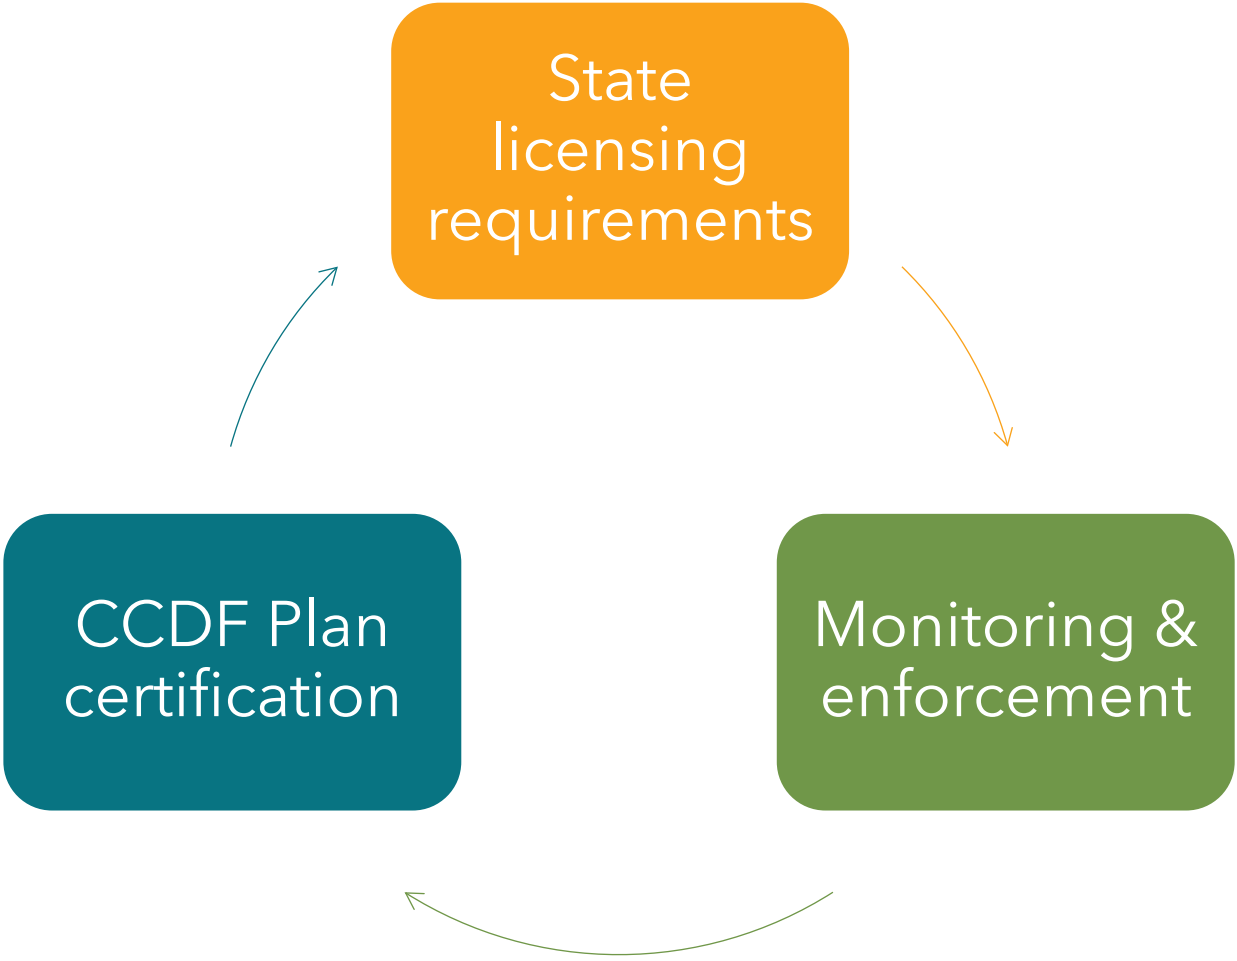 State
licensing
requirements
CCDF Plan
certification
Monitoring &
enforcement